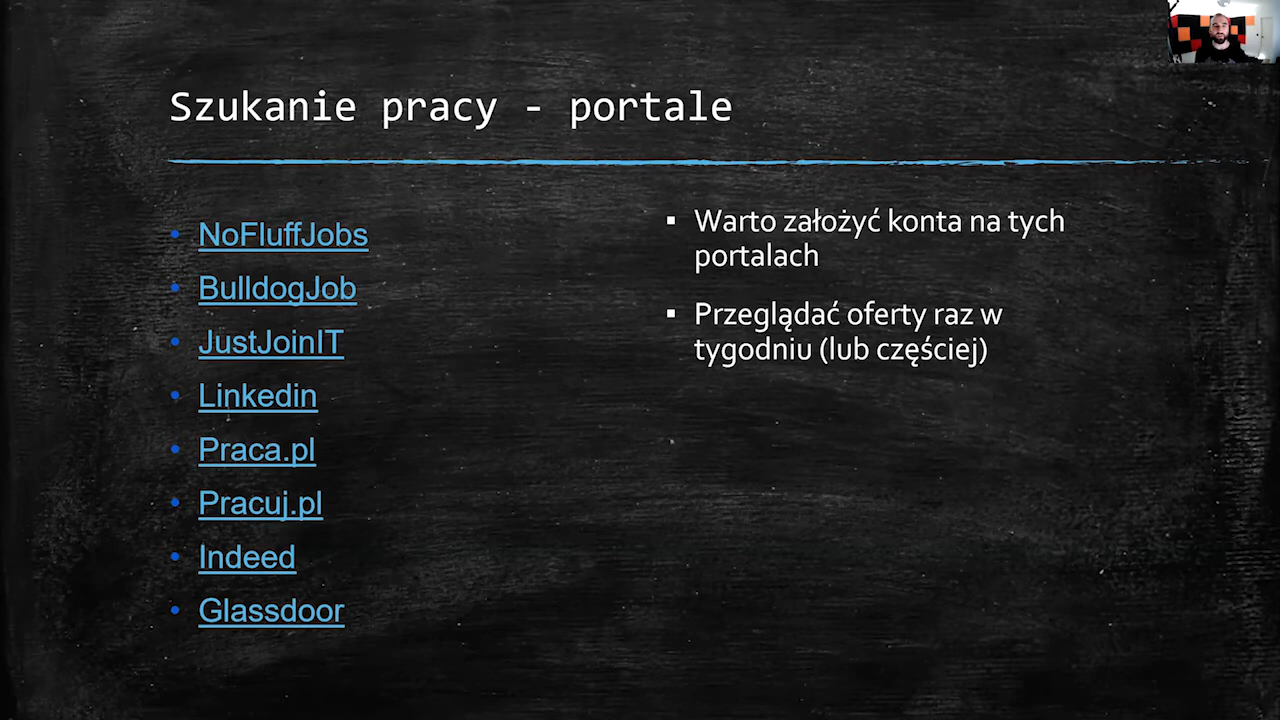 Szukanie pracy - portale
NoFluffJobs
BulldogJob
JustJoinIT
Linkedin
Praca.pl
Pracuj.pl
Indeed
Glassdoor
Warto założyć konta na tych
portalach
Przeglądać oferty raz w
tygodniu (lub częściej)